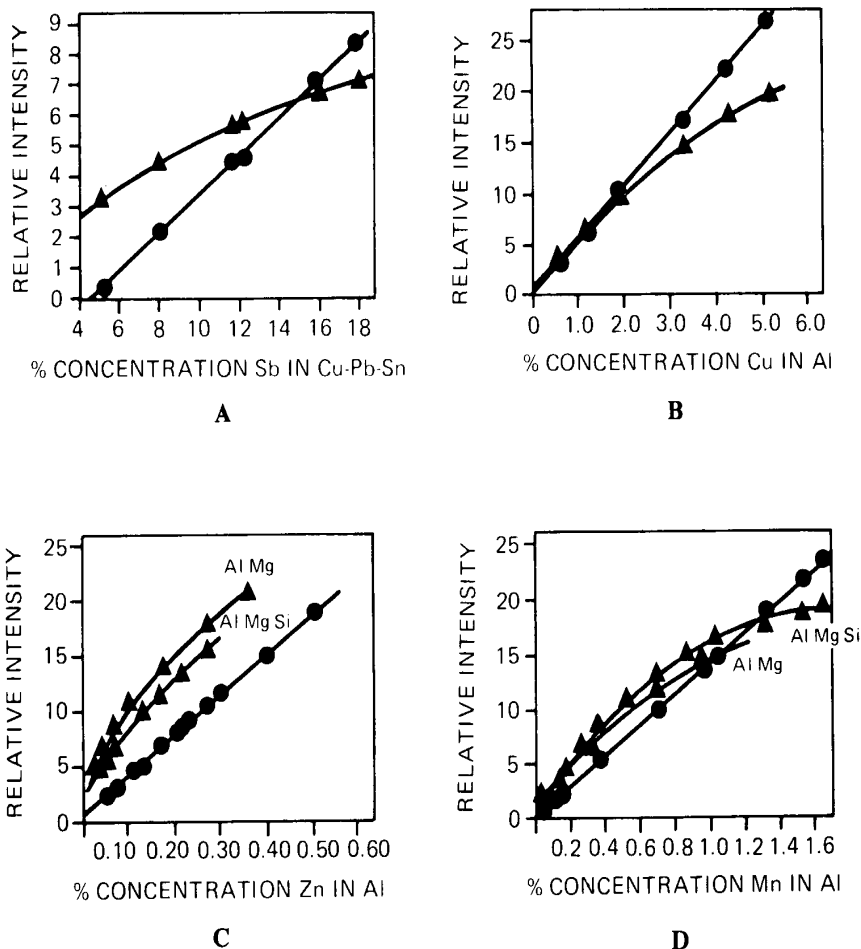 RELATIVE INTENSITY
9
8
7
6
5
4
3
2
1
0
4 6 8 10 12 14 16 18
% CONCENTRATION Sb IN Cu-Pb-Sn
A
RELATIVE INTENSITY
25
20
15
10
5
0
0 1.0 2.0 3.0 4.0 5.0 6.0
% CONCENTRATION Cu IN Al
B
RELATIVE INTENSITY
25
20
15
10
5
0
Al Mg
Al Mg Si
0.10 0.20 0.30 0.40 0.50 0.60
% CONCENTRATION Zn IN Al
C
RELATIVE INTENSITY
25
20
15
10
5
0
Al Mg Si
Al Mg
0.2 0.4 0.6 0.8 1.0 1.2 1.4 1.6
% CONCENTRATION Mn IN Al
D